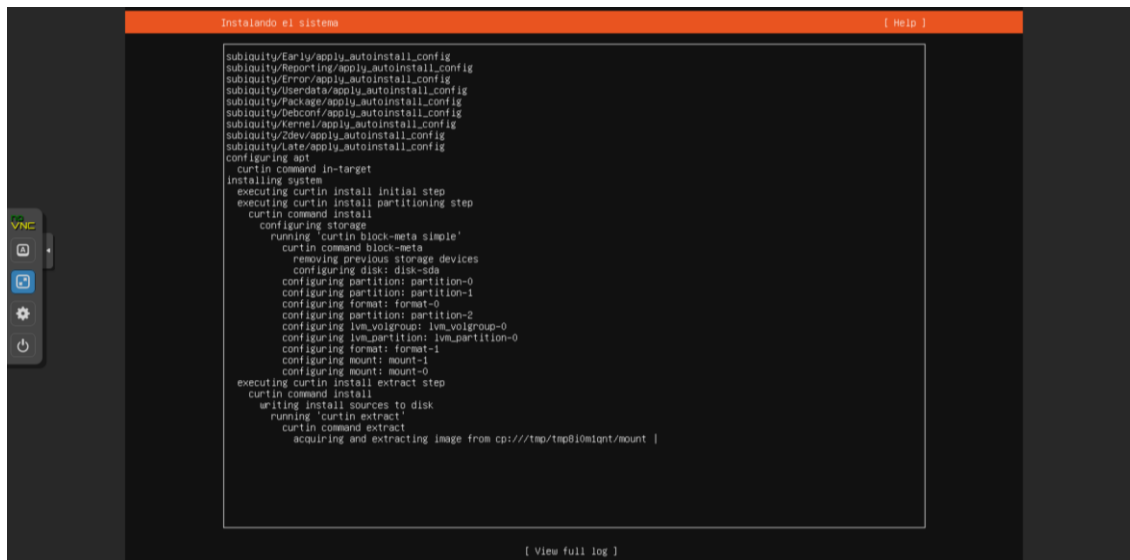 Instalando el sistema [ Help ]
subiquity/Early/apply_autoinstall_config
subiquity/Reporting/apply_autoinstall_config
subiquity/Error/apply_autoinstall_config
subiquity/Userdata/apply_autoinstall_config
subiquity/Package/apply_autoinstall_config
subiquity/Debconf/apply_autoinstall_config
subiquity/Kernel/apply_autoinstall_config
subiquity/Zdev/apply_autoinstall_config
subiquity/Late/apply_autoinstall_config
configuring apt
curtin command in-target
installing system
executing curtin install initial step
executing curtin install partitioning step
curtin command install
configuring storage
running 'curtin block-meta simple'
curtin command block-meta
removing previous storage devices
configuring disk: disk-sda
configuring partition: partition-0
configuring partition: partition-1
configuring format: format-0
configuring partition: partition-2
configuring lvm_volgroup: lvm_volgroup-0
configuring lvm_partition: lvm_partition-0
configuring format: format-1
configuring mount: mount-1
configuring mount: mount-0
executing curtin install extract step
curtin command install
writing install sources to disk
running 'curtin extract'
curtin command extract
acquiring and extracting image from cp:///tmp/tmp8i0m1qnt/mount |
[ View full log ]
no
VNC
A